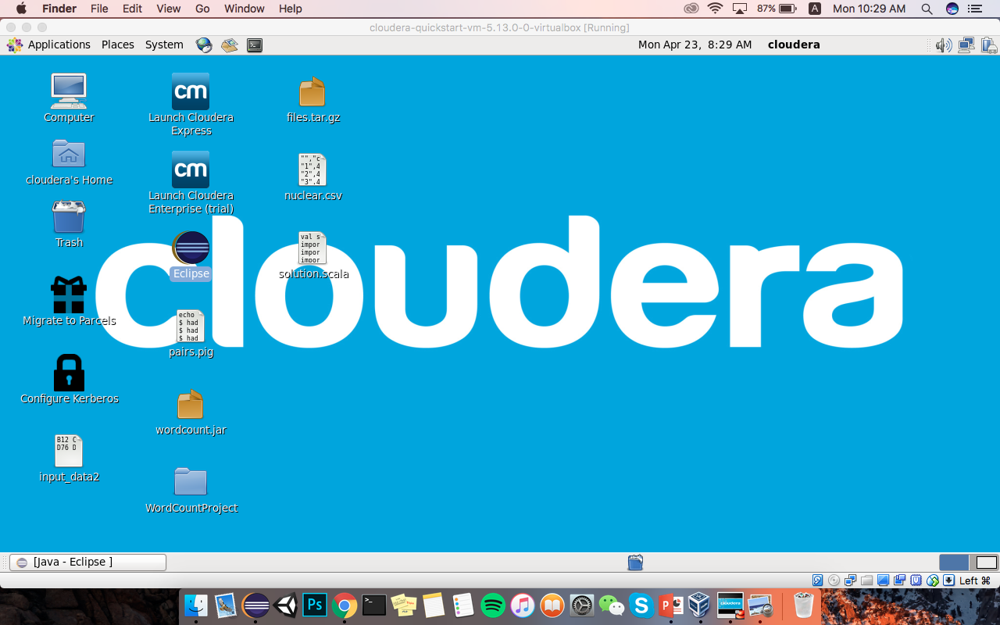 Finder File Edit View Go Window Help 87% A Mon 10:29 AM
cloudera-quickstart-vm-5.13.0-0-virtualbox [Running]
Applications Places System Mon Apr 23, 8:29 AM cloudera
Computer
cm
Launch Cloudera
Express
files.tar.gz
cloudera's Home
cm
Launch Cloudera
Enterprise (trial)
"","c
"1",4
"2",4
"3".4
nuclear.csv
Trash
Eclipse
val s
impor
impor
impor
solution.scala
cloudera
Migrate to Parcels
echo
$ had
$ had
$ had
pairs.pig
Configure Kerberos
wordcount.jar
B12 C
D76 D
input_data2
WordCountProject
[Java - Eclipse ]
Left ⌘
Ps
>_
S
P
cloudera